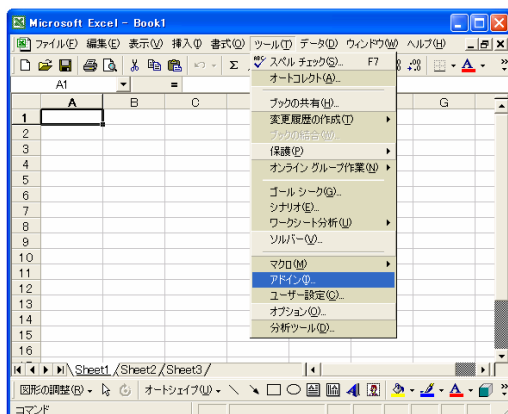 Microsoft Excel - Book1
ファイル(F) 編集(E) 表示(V) 挿入(I) 書式(O) ツール(T) データ(D) ウィンドウ(W) ヘルプ(H)
A1 =
A B C G
スペル チェック(S)... F7
オートコレクト(A)...
ブックの共有(H)...
変更履歴の作成(T)
ブックの結合(W)...
保護(P)
オンライン グループ作業(N)
ゴール シーク(G)...
シナリオ(E)...
ワークシート分析(U)
ソルバー(V)...
マクロ(M)
アドイン(I)...
ユーザー設定(C)...
オプション(O)...
分析ツール(D)...
1
2
3
4
5
6
7
8
9
10
11
12
13
14
15
16
Sheet1 Sheet2 Sheet3
図形の調整(R) オートシェイプ(U)
コマンド